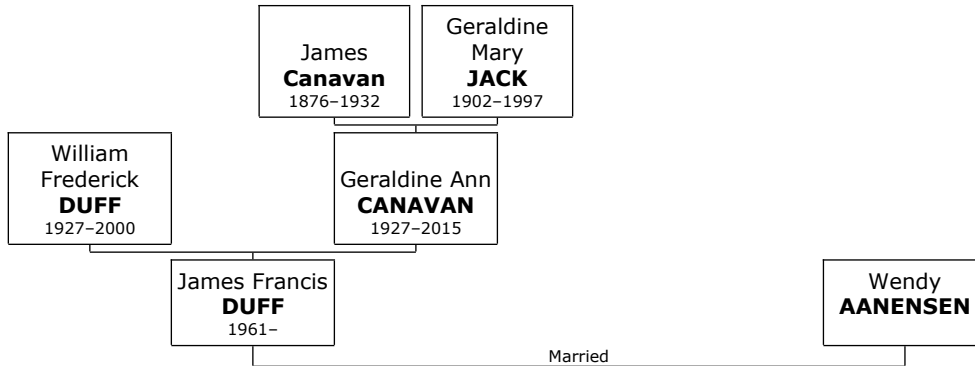 James
Canavan
1876–1932
Geraldine
Mary
JACK
1902–1997
William
Frederick
DUFF
1927–2000
Geraldine Ann
CANAVAN
1927–2015
James Francis
DUFF
1961–
Wendy
AANENSEN
Married